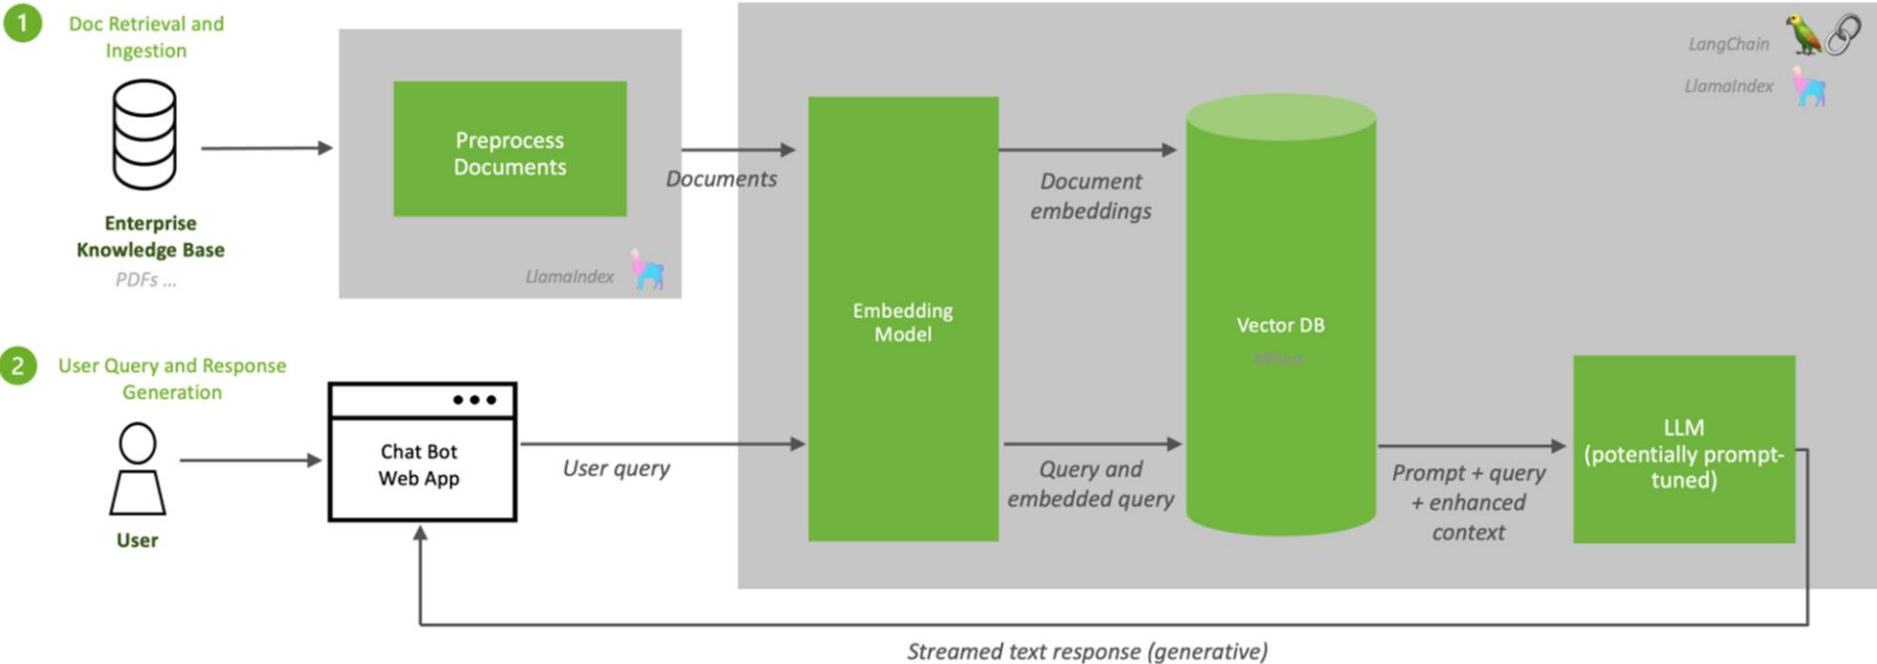 1
Doc Retrieval and
Ingestion
Enterprise
Knowledge Base
PDFs ...
Preprocess
Documents
LlamaIndex
Documents
Embedding
Model
Document
embeddings
Vector DB
Milvus
LangChain
LlamaIndex
2
User Query and Response
Generation
User
Chat Bot
Web App
User query
Query and
embedded query
Prompt + query
+ enhanced
context
LLM
(potentially prompt-
tuned)
Streamed text response (generative)